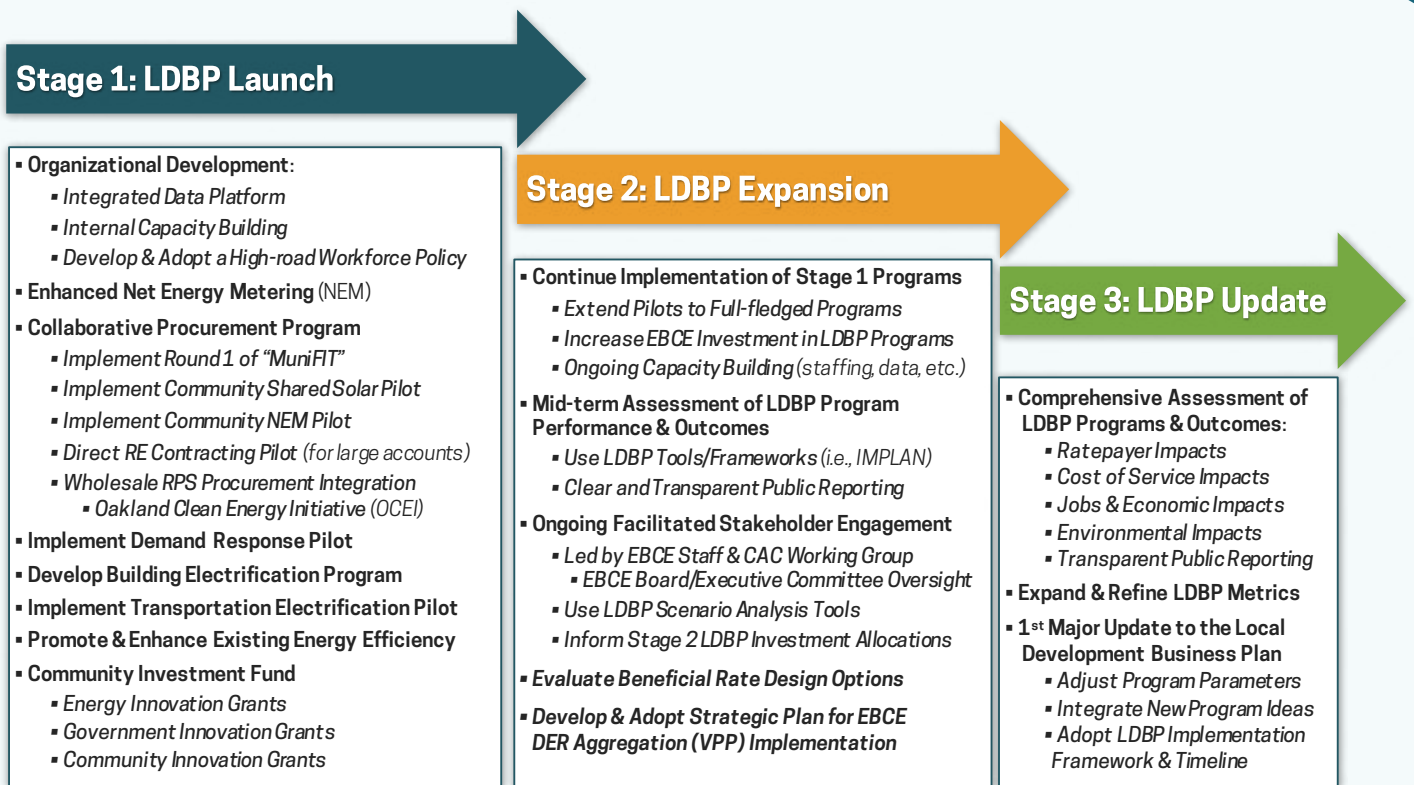 Stage 1: LDBP Launch
▪ Organizational Development:
▪ Integrated Data Platform
▪ Internal Capacity Building
▪ Develop & Adopt a High-road Workforce Policy
▪ Enhanced Net Energy Metering (NEM)
▪ Collaborative Procurement Program
▪ Implement Round 1 of “MuniFIT”
▪ Implement Community Shared Solar Pilot
▪ Implement Community NEM Pilot
▪ Direct RE Contracting Pilot (for large accounts)
▪ Wholesale RPS Procurement Integration
▪ Oakland Clean Energy Initiative (OCEI)
▪ Implement Demand Response Pilot
▪ Develop Building Electrification Program
▪ Implement Transportation Electrification Pilot
▪ Promote & Enhance Existing Energy Efficiency
▪ Community Investment Fund
▪ Energy Innovation Grants
▪ Government Innovation Grants
▪ Community Innovation Grants
Stage 2: LDBP Expansion
▪ Continue Implementation of Stage 1 Programs
▪ Extend Pilots to Full-fledged Programs
▪ Increase EBCE Investment in LDBP Programs
▪ Ongoing Capacity Building (staffing, data, etc.)
▪ Mid-term Assessment of LDBP Program
Performance & Outcomes
▪ Use LDBP Tools/Frameworks (i.e., IMPLAN)
▪ Clear and Transparent Public Reporting
▪ Ongoing Facilitated Stakeholder Engagement
▪ Led by EBCE Staff & CAC Working Group
▪ EBCE Board/Executive Committee Oversight
▪ Use LDBP Scenario Analysis Tools
▪ Inform Stage 2 LDBP Investment Allocations
▪ Evaluate Beneficial Rate Design Options
▪ Develop & Adopt Strategic Plan for EBCE
DER Aggregation (VPP) Implementation
Stage 3: LDBP Update
▪ Comprehensive Assessment of
LDBP Programs & Outcomes:
▪ Ratepayer Impacts
▪ Cost of Service Impacts
▪ Jobs & Economic Impacts
▪ Environmental Impacts
▪ Transparent Public Reporting
▪ Expand & Refine LDBP Metrics
▪ 1st Major Update to the Local
Development Business Plan
▪ Adjust Program Parameters
▪ Integrate New Program Ideas
▪ Adopt LDBP Implementation
Framework & Timeline